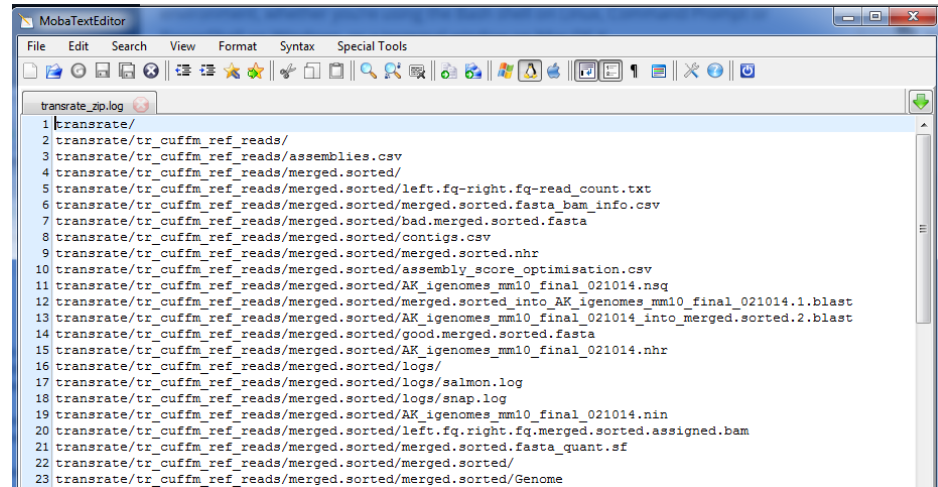 MobaTextEditor
File Edit Search View Format Syntax Special Tools
transrate_zip.log
1 transrate/
2 transrate/tr_cuffm_ref_reads/
3 transrate/tr_cuffm_ref_reads/assemblies.csv
4 transrate/tr_cuffm_ref_reads/merged.sorted/
5 transrate/tr_cuffm_ref_reads/merged.sorted/left.fq-right.fq-read_count.txt
6 transrate/tr_cuffm_ref_reads/merged.sorted/merged.sorted.fasta_bam_info.csv
7 transrate/tr_cuffm_ref_reads/merged.sorted/bad.merged.sorted.fasta
8 transrate/tr_cuffm_ref_reads/merged.sorted/contigs.csv
9 transrate/tr_cuffm_ref_reads/merged.sorted/merged.sorted.nhr
10 transrate/tr_cuffm_ref_reads/merged.sorted/assembly_score_optimisation.csv
11 transrate/tr_cuffm_ref_reads/merged.sorted/AK_igenomes_mm10_final_021014.nsq
12 transrate/tr_cuffm_ref_reads/merged.sorted/merged.sorted_into_AK_igenomes_mm10_final_021014.1.blast
13 transrate/tr_cuffm_ref_reads/merged.sorted/AK_igenomes_mm10_final_021014_into_merged.sorted.2.blast
14 transrate/tr_cuffm_ref_reads/merged.sorted/good.merged.sorted.fasta
15 transrate/tr_cuffm_ref_reads/merged.sorted/AK_igenomes_mm10_final_021014.nhr
16 transrate/tr_cuffm_ref_reads/merged.sorted/logs/
17 transrate/tr_cuffm_ref_reads/merged.sorted/logs/salmon.log
18 transrate/tr_cuffm_ref_reads/merged.sorted/logs/snap.log
19 transrate/tr_cuffm_ref_reads/merged.sorted/AK_igenomes_mm10_final_021014.nin
20 transrate/tr_cuffm_ref_reads/merged.sorted/left.fq.right.fq.merged.sorted.assigned.bam
21 transrate/tr_cuffm_ref_reads/merged.sorted/merged.sorted.fasta_quant.sf
22 transrate/tr_cuffm_ref_reads/merged.sorted/merged.sorted/
23 transrate/tr_cuffm_ref_reads/merged.sorted/merged.sorted/Genome